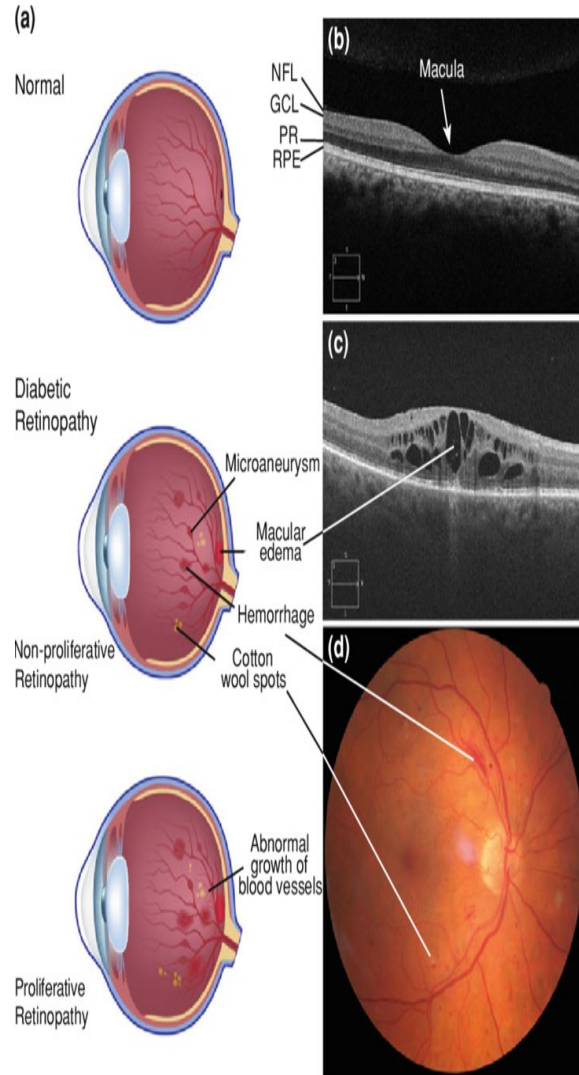 (a)
Normal
Diabetic
Retinopathy
Microaneurysm
Macular
edema
Hemorrhage
Cotton
wool spots
Non-proliferative
Retinopathy
Abnormal
growth of
blood vessels
Proliferative
Retinopathy
(b)
NFL
GCL
PR
RPE
Macula
(c)
(d)